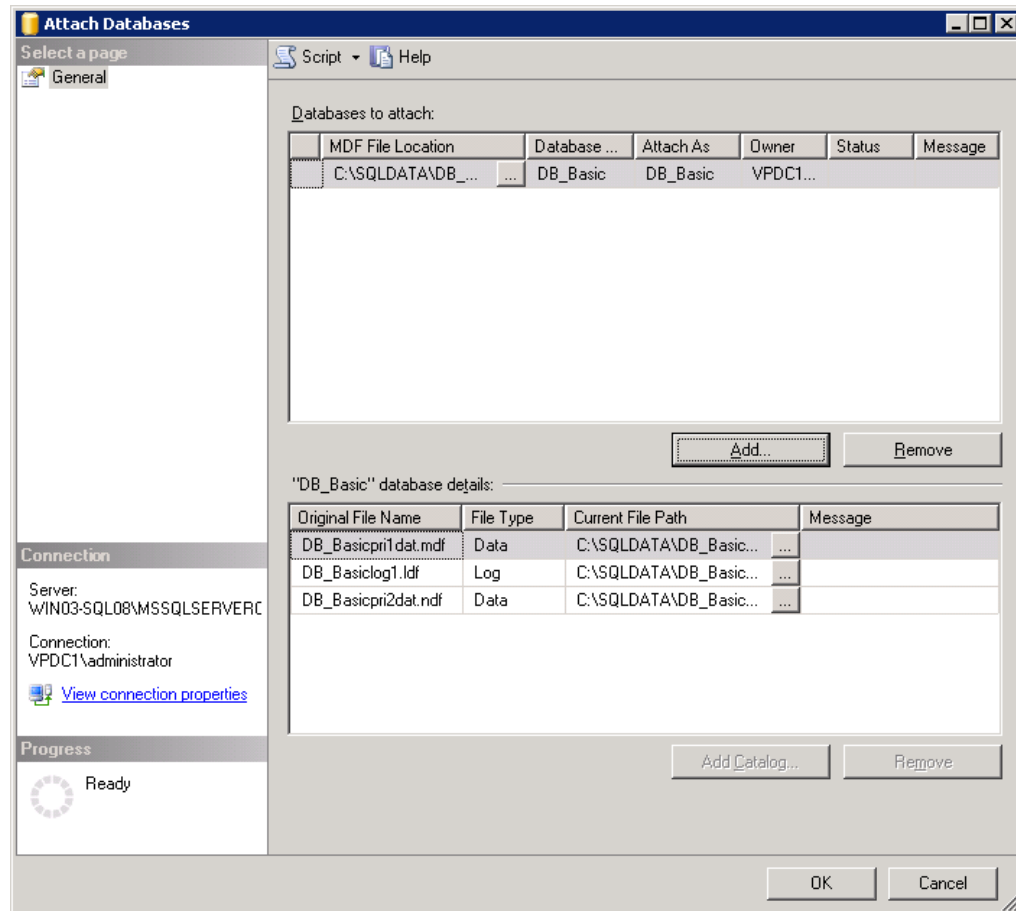 Attach Databases
Select a page
General
Script Help
Databases to attach:
MDF File Location Database ... Attach As Owner Status Message
C:\SQLDATA\DB_... ... DB_Basic DB_Basic VPDC1...
Add... Remove
"DB_Basic" database details:
Original File Name File Type Current File Path Message
DB_Basicpri1dat.mdf Data C:\SQLDATA\DB_Basic... ...
DB_Basiclog1.ldf Log C:\SQLDATA\DB_Basic... ...
DB_Basicpri2dat.ndf Data C:\SQLDATA\DB_Basic... ...
Add Catalog... Remove
Connection
Server:
WIN03-SQL08\MSSQLSERVERC
Connection:
VPDC1\administrator
View connection properties
Progress
Ready
OK Cancel